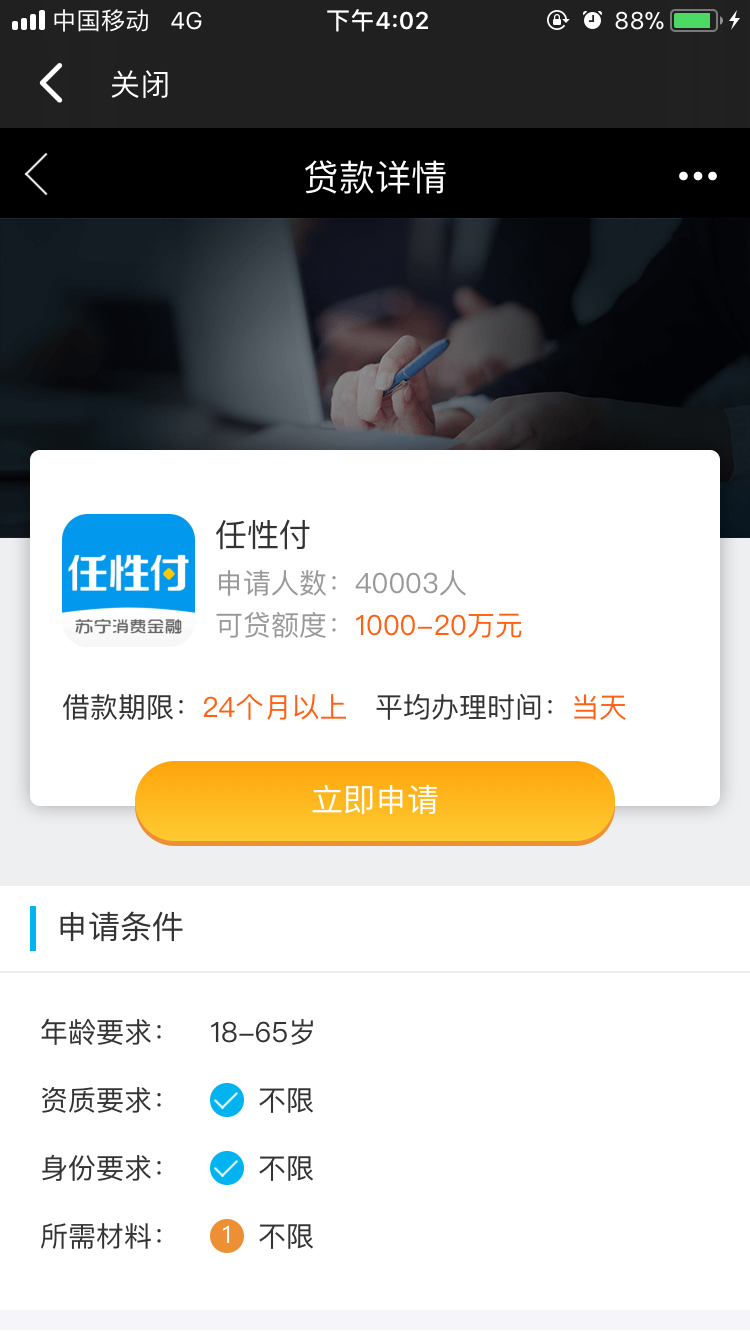 中国移动 4G 下午4:02 88%
关闭
贷款详情
任性付
苏宁消费金融
任性付
申请人数：40003人
可贷额度：1000-20万元
借款期限：24个月以上 平均办理时间：当天
立即申请
申请条件
年龄要求： 18-65岁
资质要求： 不限
身份要求： 不限
所需材料： 1 不限